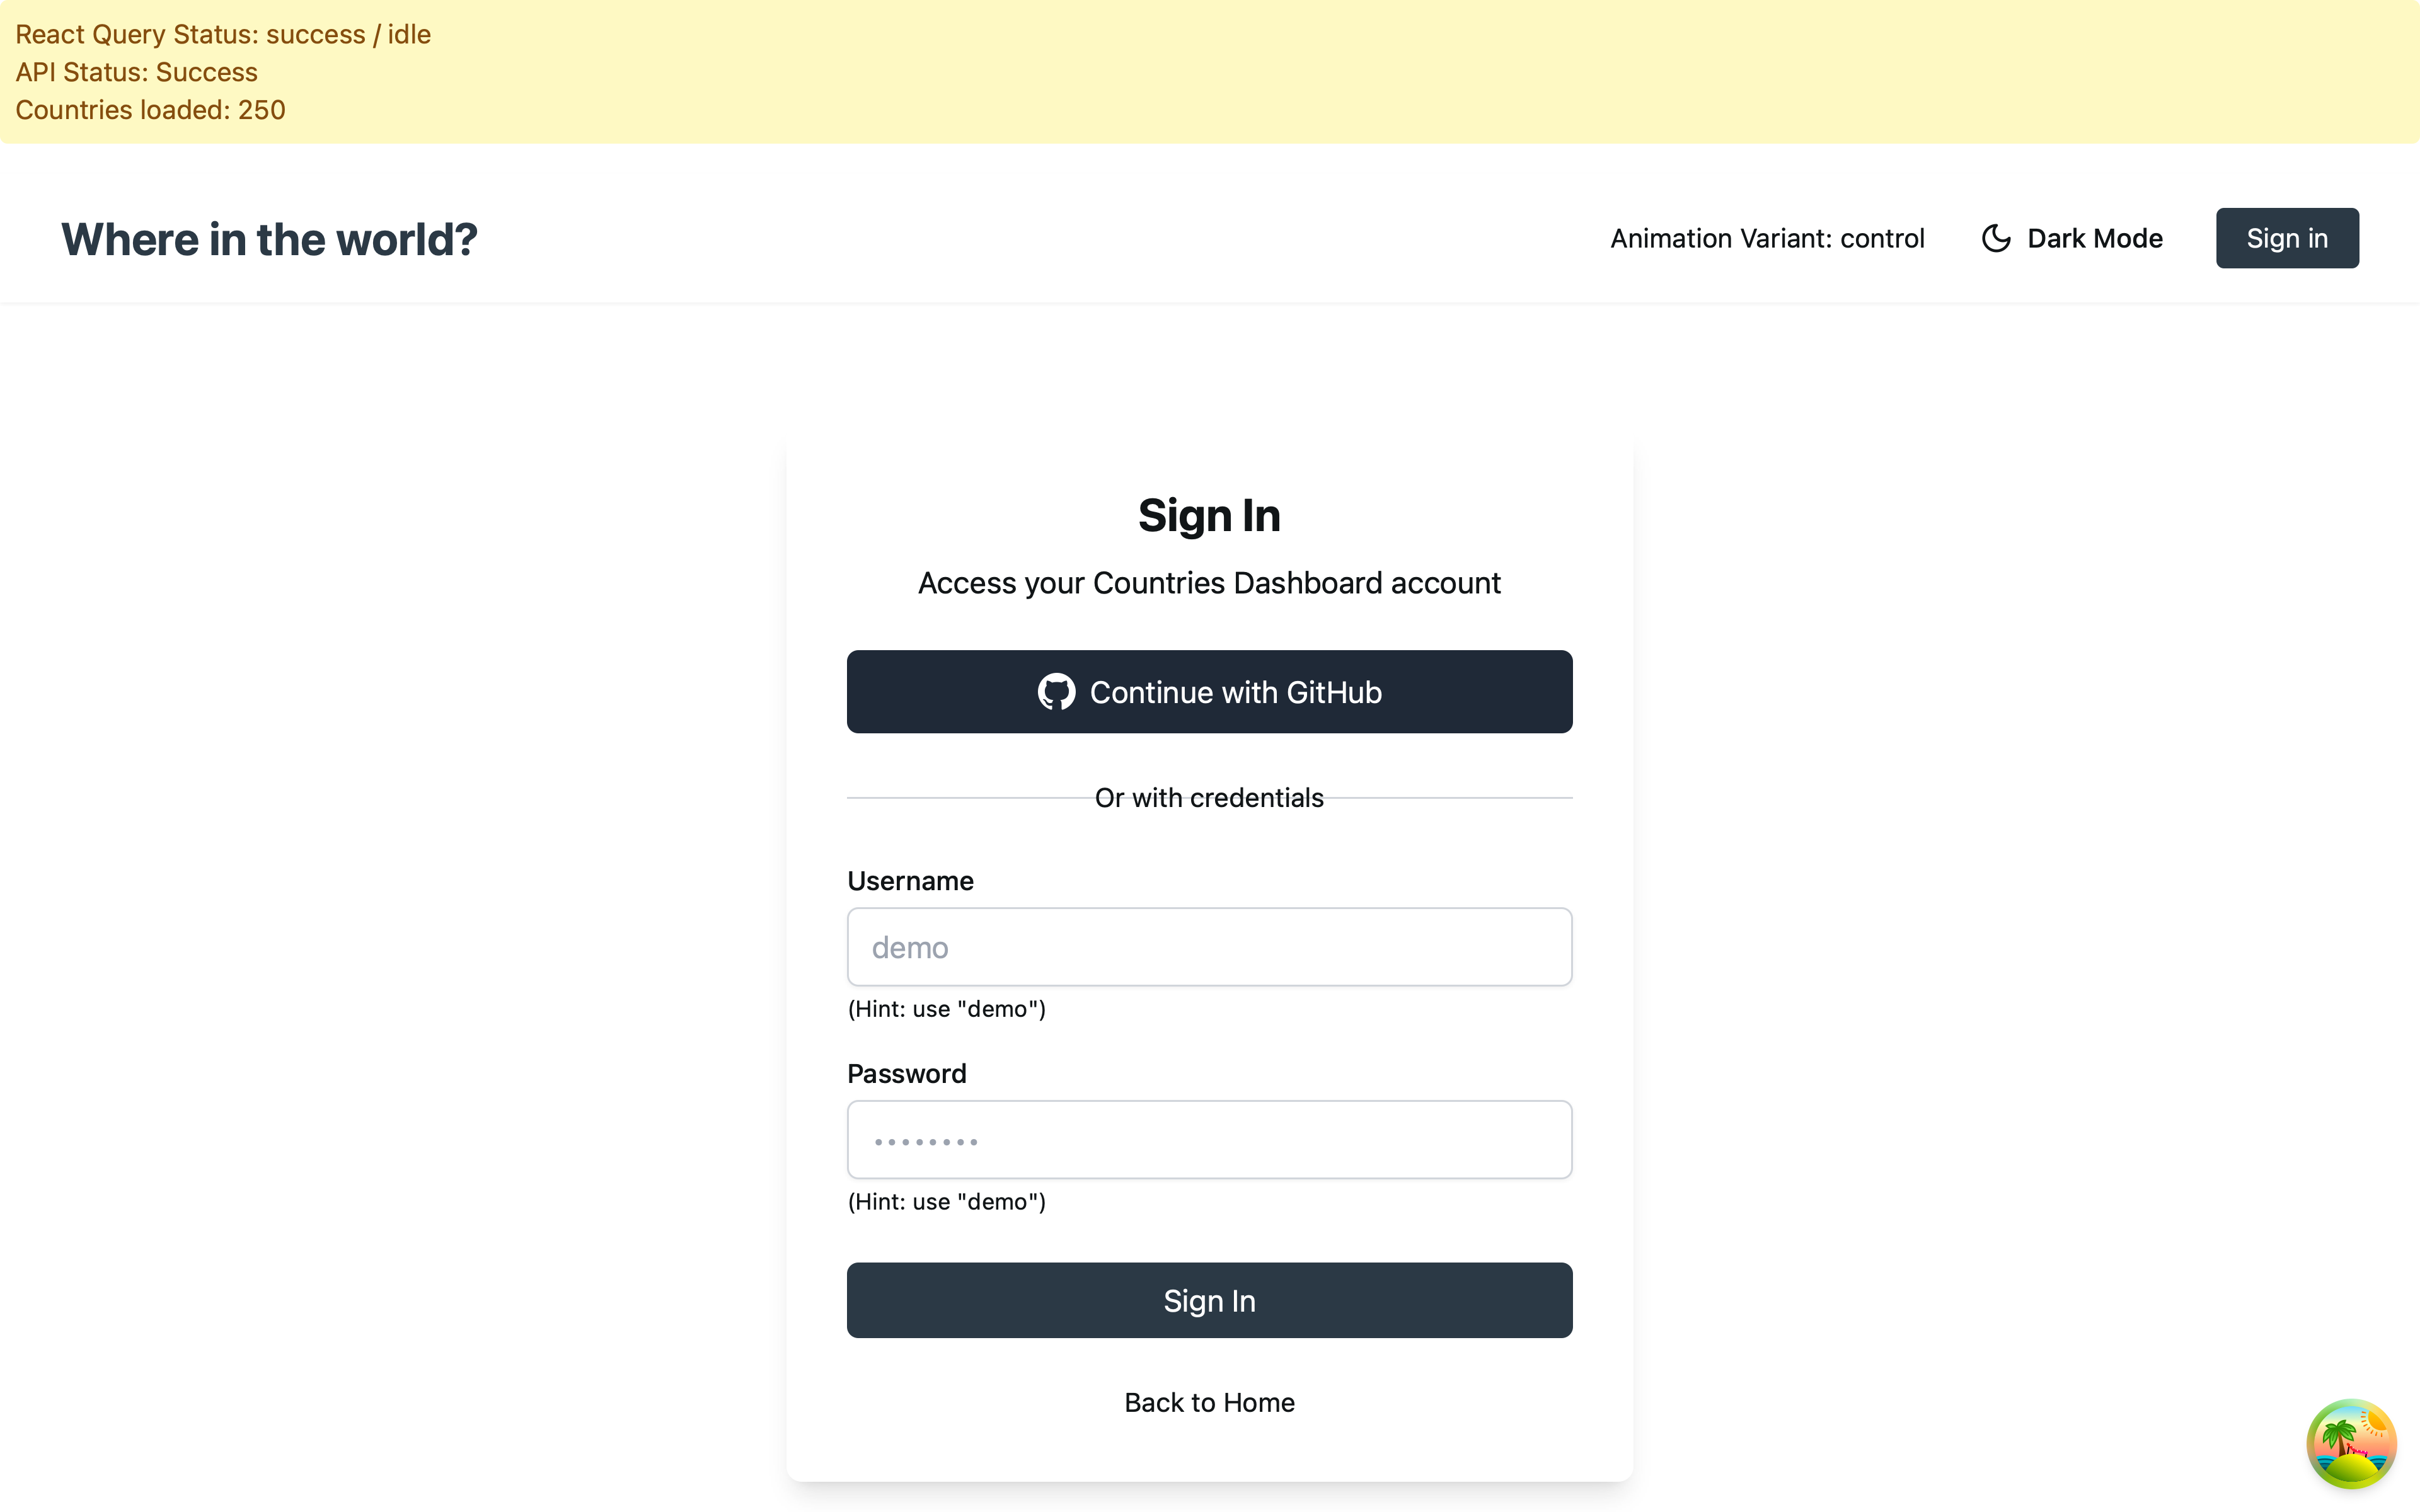 React Query Status: success / idle
API Status: Success
Countries loaded: 250
Where in the world?
Animation Variant: control
Dark Mode
Sign in
Sign In
Access your Countries Dashboard account
Continue with GitHub
Or with credentials
Username
demo
(Hint: use "demo")
Password
••••••••
(Hint: use "demo")
Sign In
Back to Home